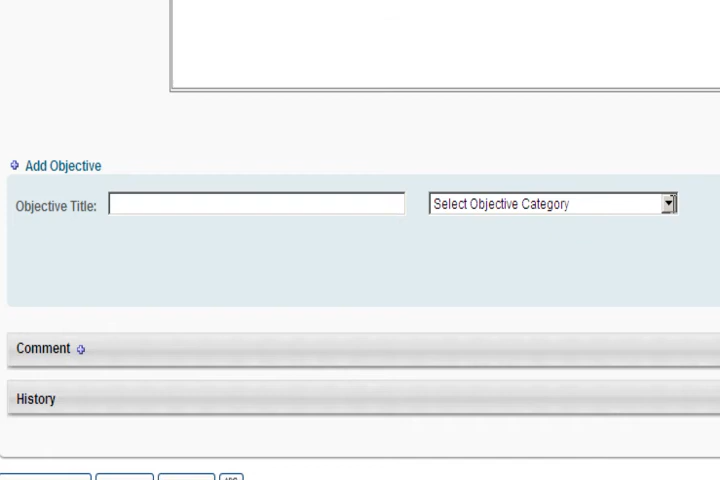 Add Objective
Objective Title:
Select Objective Category
Comment
History